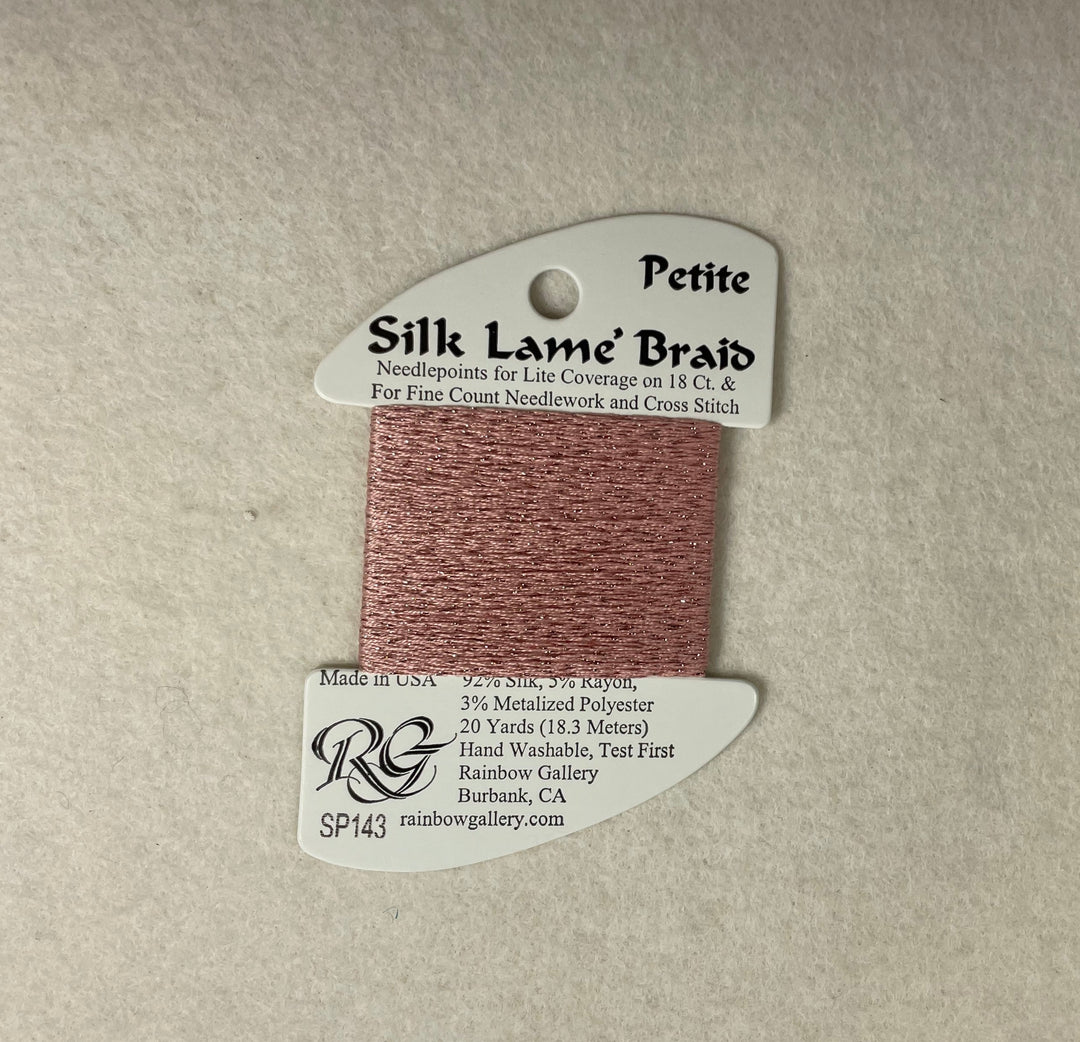 Petite
Silk Lame' Braid
Needlepoints for Lite Coverage on 18 Ct. &
For Fine Count Needlework and Cross Stitch
Made in USA
92% Silk, 5% Rayon,
3% Metalized Polyester
20 Yards (18.3 Meters)
Hand Washable, Test First
Rainbow Gallery
Burbank, CA
rainbowgallery.com
RG
SP143